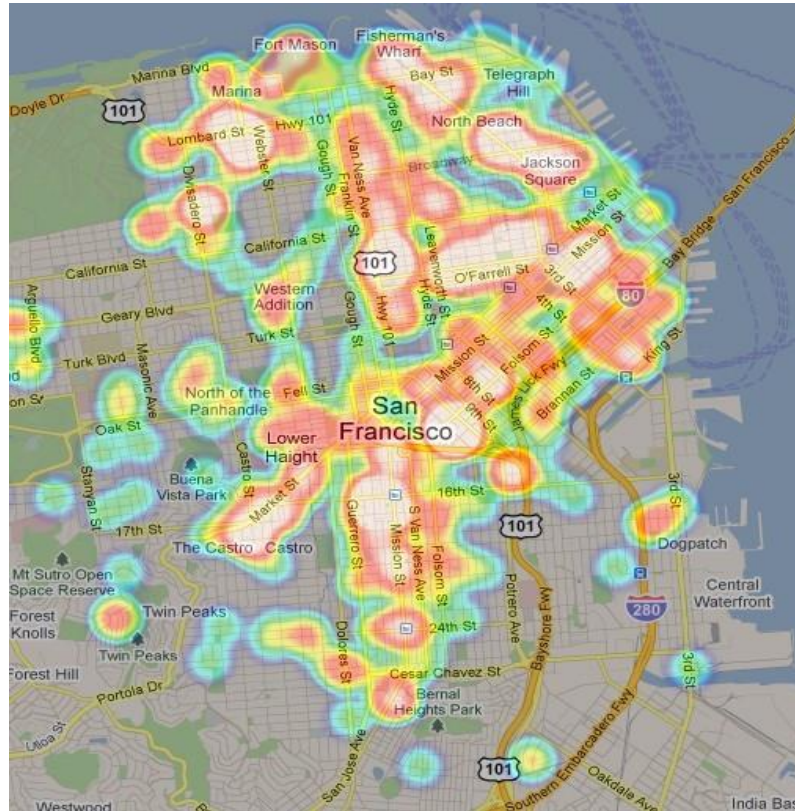 Fort Mason
Fisherman's
Wharf
Marina Blvd
Bay St
Doyle Dr
101
Marina
Telegraph
Hill
Hyde St
Lombard St
Hwy 101
North Beach
Webster St
Van Ness Ave
Gough St
Franklin St
Broadway
Jackson
Square
Divisadero St
Market St
Mission St
Bay Bridge – San Francisco –
California St
California St
101
Leavenworth St
Hyde St
O'Farrell St
3rd St
80
Western
Addition
Arguello Blvd
Geary Blvd
Gough St
Hwy 101
4th St
Turk St
Mission St
Folsom St
King St
Turk Blvd
Masonic Ave
8th St
9th St
Brannan St
North of the
Panhandle
Fell St
San
Francisco
Oak St
Lower
Haight
Stanyan St
Buena
Vista Park
Castro St
Market St
16th St
3rd St
17th St
Guerrero St
Mission St
S Van Ness Ave
Folsom St
101
The Castro
Castro
Dogpatch
Mt Sutro Open
Space Reserve
Potrero Ave
Bayshore Fwy
Central
Waterfront
280
Forest
Knolls
Twin Peaks
Twin Peaks
24th St
Dolores St
Forest Hill
Cesar Chavez St
3rd St
Portola Dr
Bernal
Heights Park
Ulloa St
San Jose Ave
101
Southern Embarcadero Fwy
Oakdale Ave
Westwood
India Bas